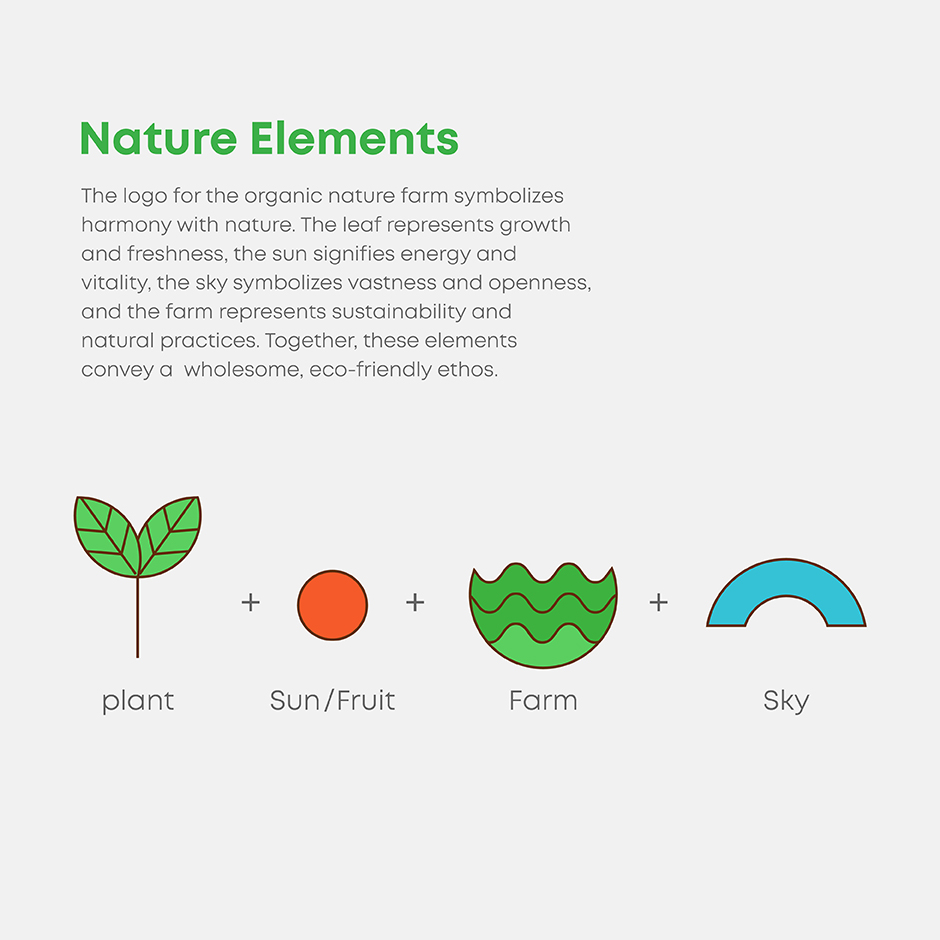 Nature Elements
The logo for the organic nature farm symbolizes
harmony with nature. The leaf represents growth
and freshness, the sun signifies energy and
vitality, the sky symbolizes vastness and openness,
and the farm represents sustainability and
natural practices. Together, these elements
convey a  wholesome, eco-friendly ethos.
+ + +
plant Sun/Fruit Farm Sky